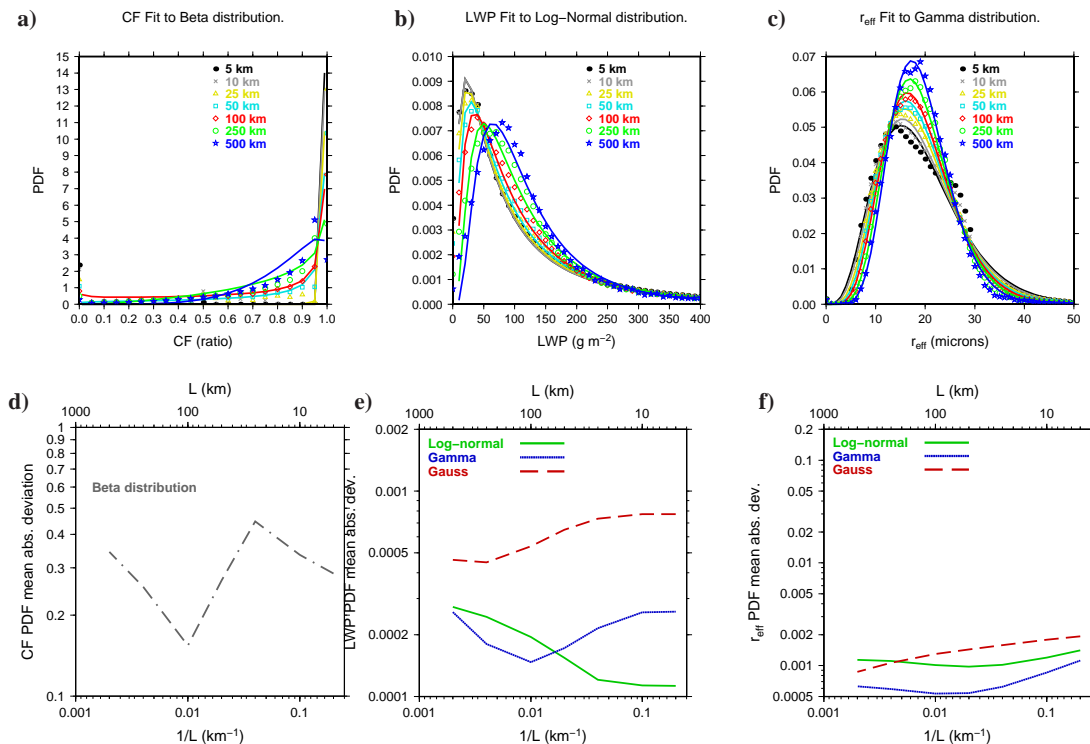 a) CF Fit to Beta distribution.
15
14
13
12
11
10
9
8
7
6
5
4
3
2
1
0
PDF
5 km
10 km
25 km
50 km
100 km
250 km
500 km
0.0 0.1 0.2 0.3 0.4 0.5 0.6 0.7 0.8 0.9 1.0
CF (ratio)
b) LWP Fit to Log−Normal distribution.
0.010
0.009
0.008
0.007
0.006
0.005
0.004
0.003
0.002
0.001
0.000
PDF
5 km
10 km
25 km
50 km
100 km
250 km
500 km
0 50 100 150 200 250 300 350 400
LWP (g m−2)
c) reff Fit to Gamma distribution.
0.07
0.06
0.05
0.04
0.03
0.02
0.01
0.00
PDF
5 km
10 km
25 km
50 km
100 km
250 km
500 km
0 10 20 30 40 50
reff (microns)
d) L (km)
1000 100 10
1
0.9
0.8
0.7
0.6
0.5
0.4
0.3
0.2
0.1
CF PDF mean abs. deviation
Beta distribution
0.001 0.01 0.1
1/L (km−1)
e) L (km)
1000 100 10
0.002
0.001
0.0005
0.0002
0.0001
LWP PDF mean abs. dev.
Log−normal
Gamma
Gauss
0.001 0.01 0.1
1/L (km−1)
f) L (km)
1000 100 10
0.2
0.1
0.05
0.02
0.01
0.005
0.002
0.001
0.0005
reff PDF mean abs. dev.
Log−normal
Gamma
Gauss
0.001 0.01 0.1
1/L (km−1)